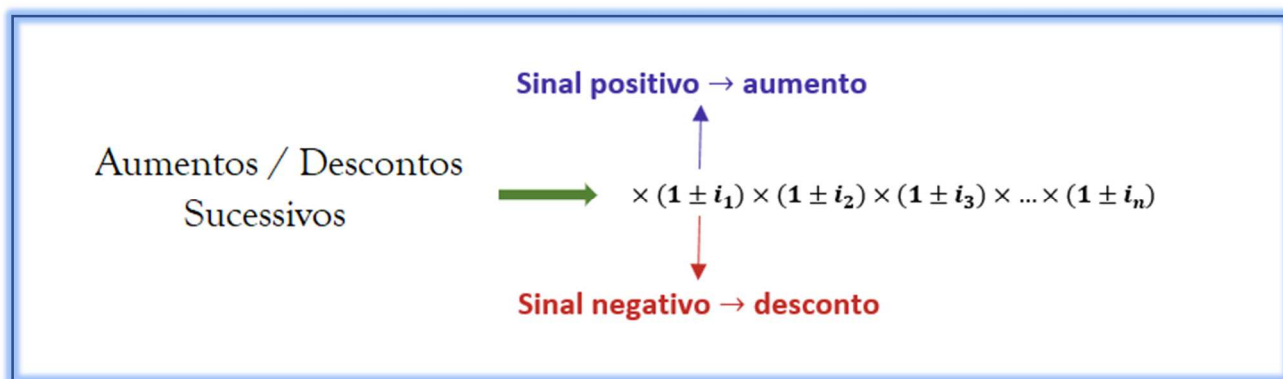 Sinal positivo → aumento
Aumentos / Descontos
Sucessivos
× (1 ± i₁) × (1 ± i₂) × (1 ± i₃) × ... × (1 ± iₙ)
Sinal negativo → desconto